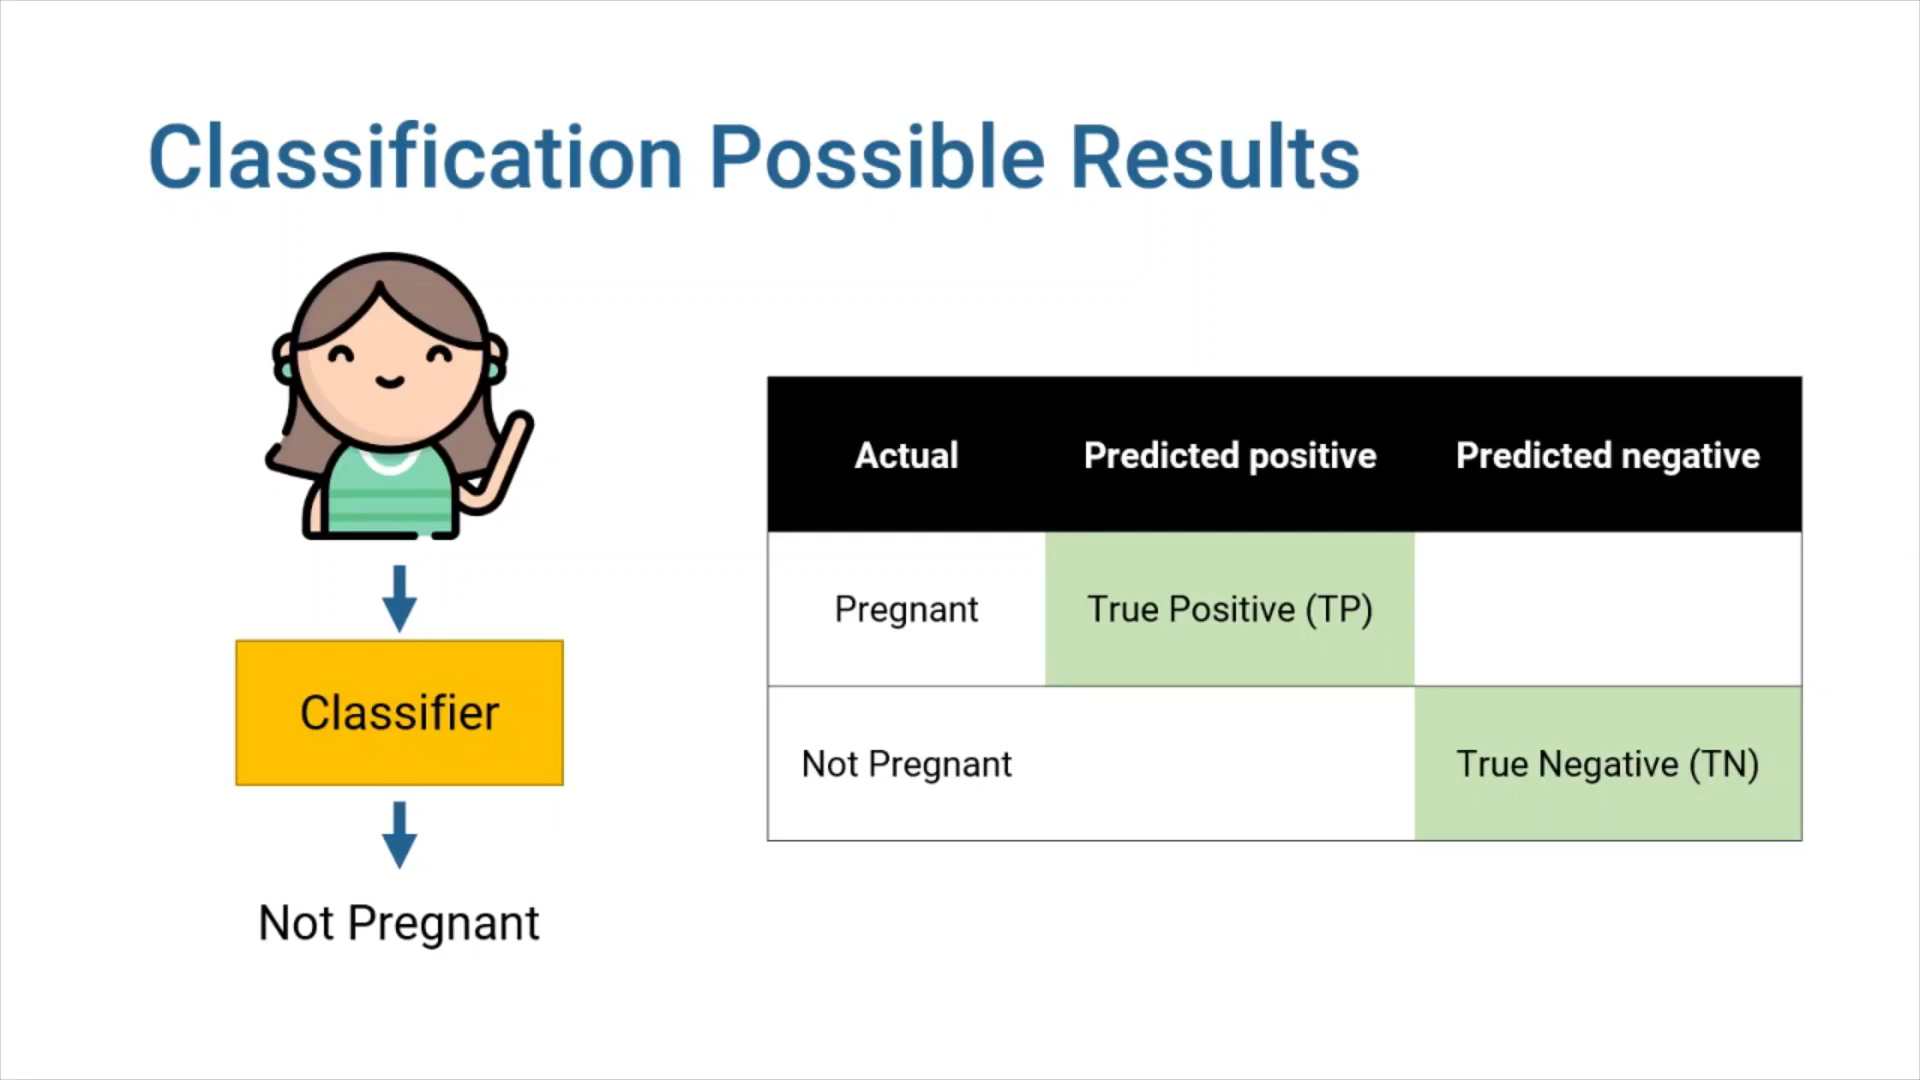 Classification Possible Results
Classifier
Not Pregnant
Actual Predicted positive Predicted negative
Pregnant True Positive (TP)
Not Pregnant True Negative (TN)